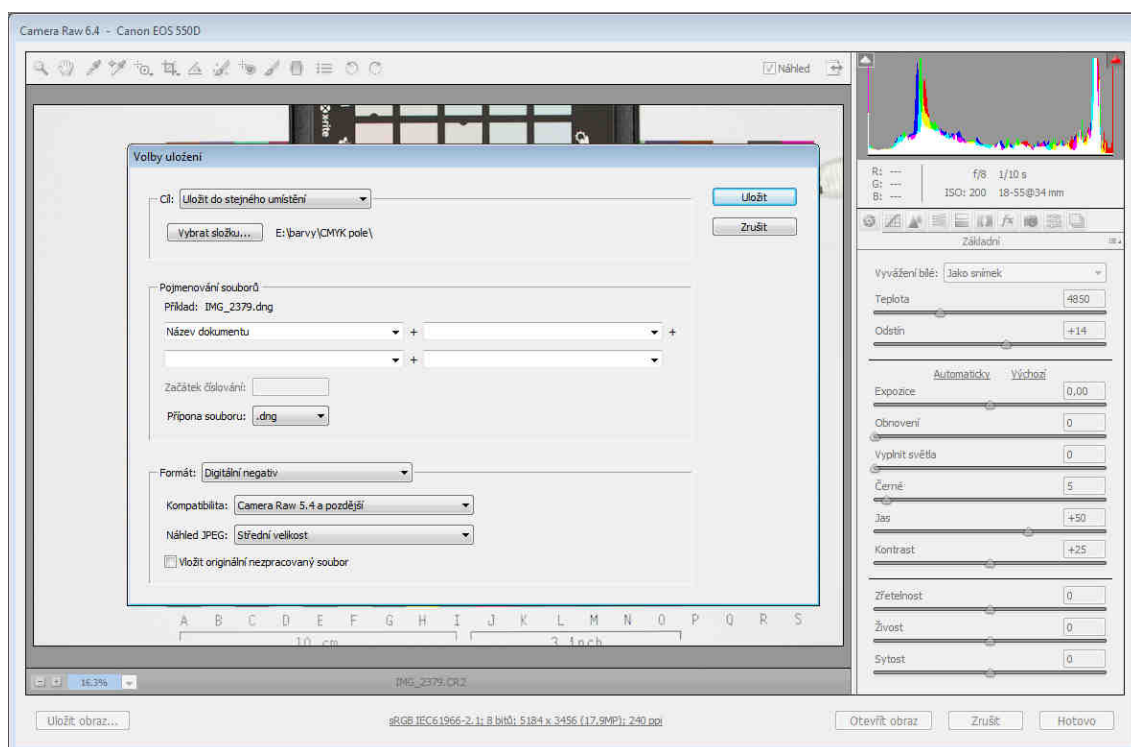 Camera Raw 6.4 - Canon EOS 550D
Náhled
xrite
Volby uložení
Cíl: Uložit do stejného umístění
Uložit
Vybrat složku... E:\barvy\CMYK pole\
Zrušit
Pojmenování souborů
Příklad: IMG_2379.dng
Název dokumentu + +
+
Začátek číslování:
Přípona souboru: .dng
Formát: Digitální negativ
Kompatibilita: Camera Raw 5.4 a pozdější
Náhled JPEG: Střední velikost
Vložit originální nezpracovaný soubor
A B C D E F G H I J K L M N O P Q R S
10 cm 3 inch
16.3% IMG_2379.CR2
R: ---
G: ---
B: ---
f/8 1/10 s
ISO: 200 18-55@34 mm
fx
Základní
Vyvážení bílé: Jako snímek
Teplota 4850
Odstín +14
Automaticky Výchozí
Expozice 0,00
Obnovení 0
Vyplnit světla 0
Černé 5
Jas +50
Kontrast +25
Zřetelnost 0
Živost 0
Sytost 0
Uložit obraz... sRGB IEC61966-2.1; 8 bitů; 5184 x 3456 (17,9MP); 240 ppi Otevřít obraz Zrušit Hotovo